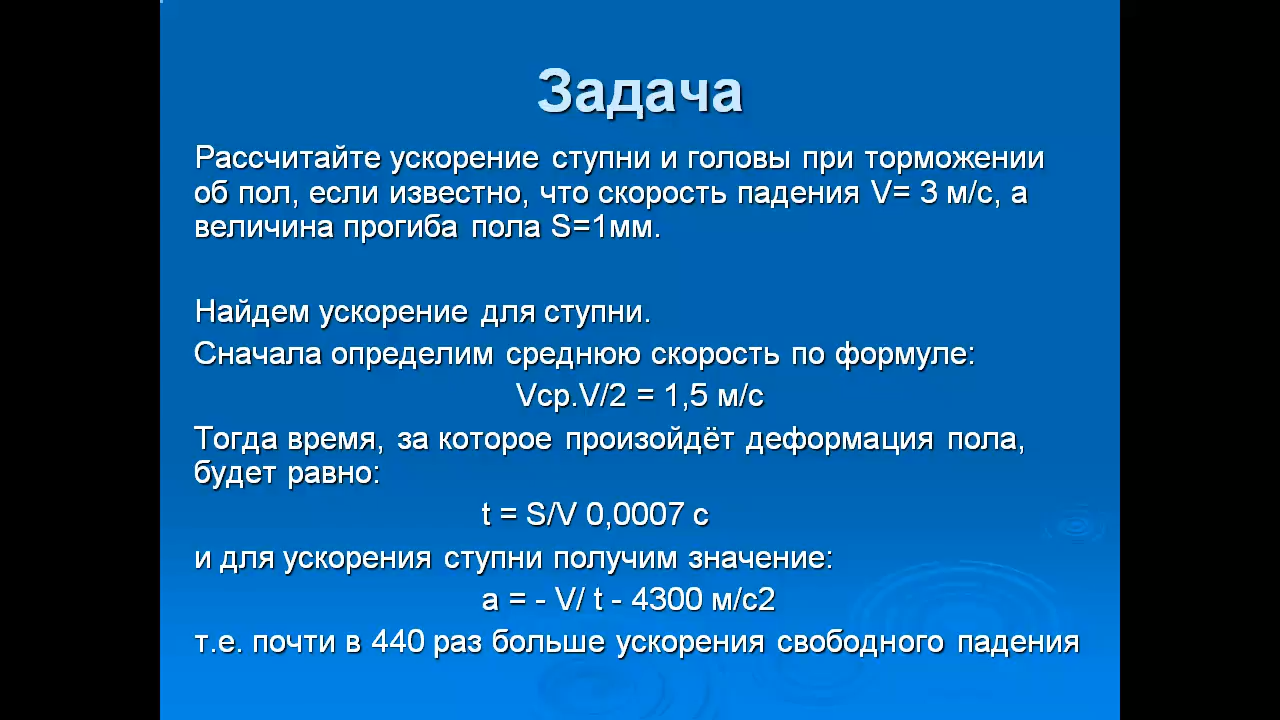 Задача
Рассчитайте ускорение ступни и головы при торможении
об пол, если известно, что скорость падения V= 3 м/с, а
величина прогиба пола S=1мм.
Найдем ускорение для ступни.
Сначала определим среднюю скорость по формуле:
Vср.V/2 = 1,5 м/с
Тогда время, за которое произойдёт деформация пола,
будет равно:
t = S/V 0,0007 с
и для ускорения ступни получим значение:
а = - V/ t - 4300 м/с2
т.е. почти в 440 раз больше ускорения свободного падения